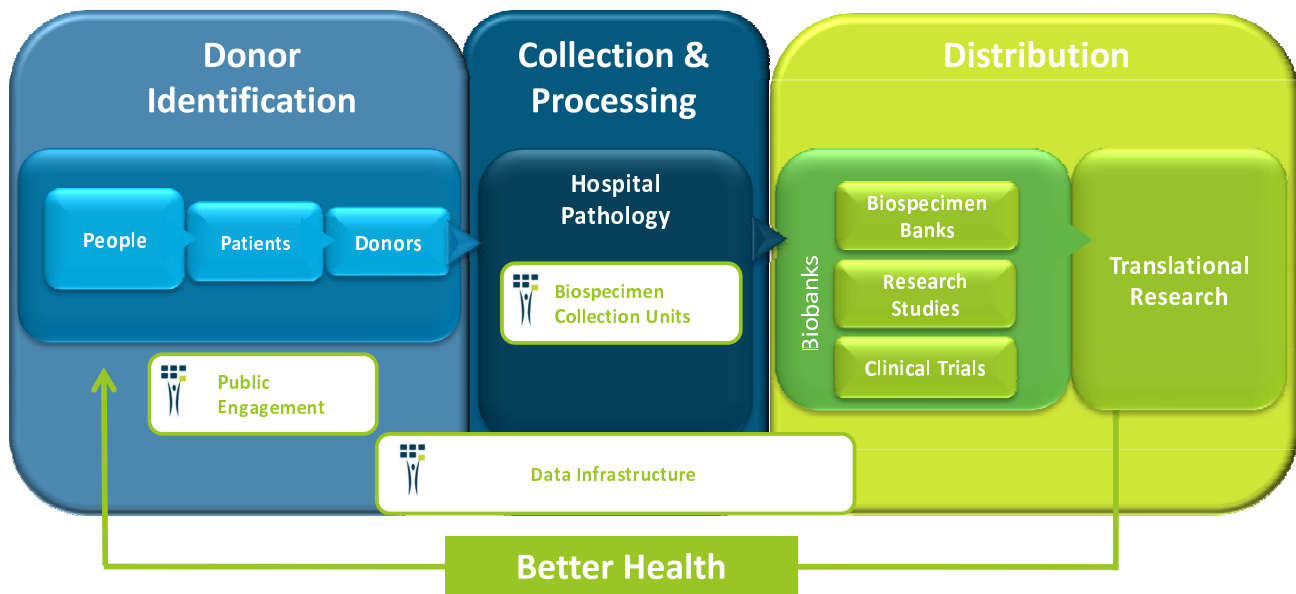 Donor
Identification
Collection &
Processing
Distribution
People
Patients
Donors
Public
Engagement
Hospital
Pathology
Biospecimen
Collection Units
Biobanks
Biospecimen
Banks
Research
Studies
Clinical Trials
Translational
Research
Data Infrastructure
Better Health